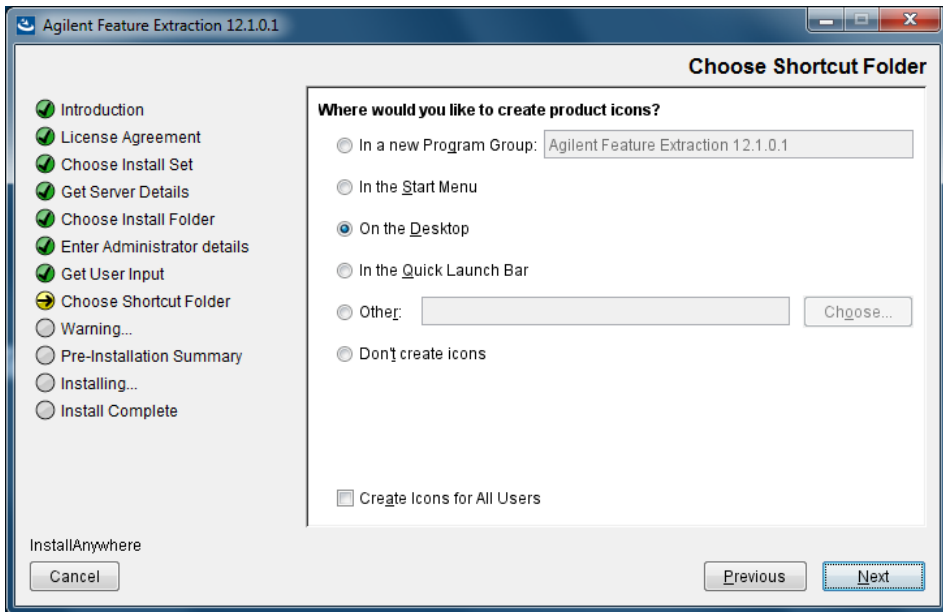 Agilent Feature Extraction 12.1.0.1
Choose Shortcut Folder
Introduction
License Agreement
Choose Install Set
Get Server Details
Choose Install Folder
Enter Administrator details
Get User Input
Choose Shortcut Folder
Warning...
Pre-Installation Summary
Installing...
Install Complete
Where would you like to create product icons?
In a new Program Group: Agilent Feature Extraction 12.1.0.1
In the Start Menu
On the Desktop
In the Quick Launch Bar
Other: Choose...
Don't create icons
Create Icons for All Users
InstallAnywhere
Cancel Previous Next